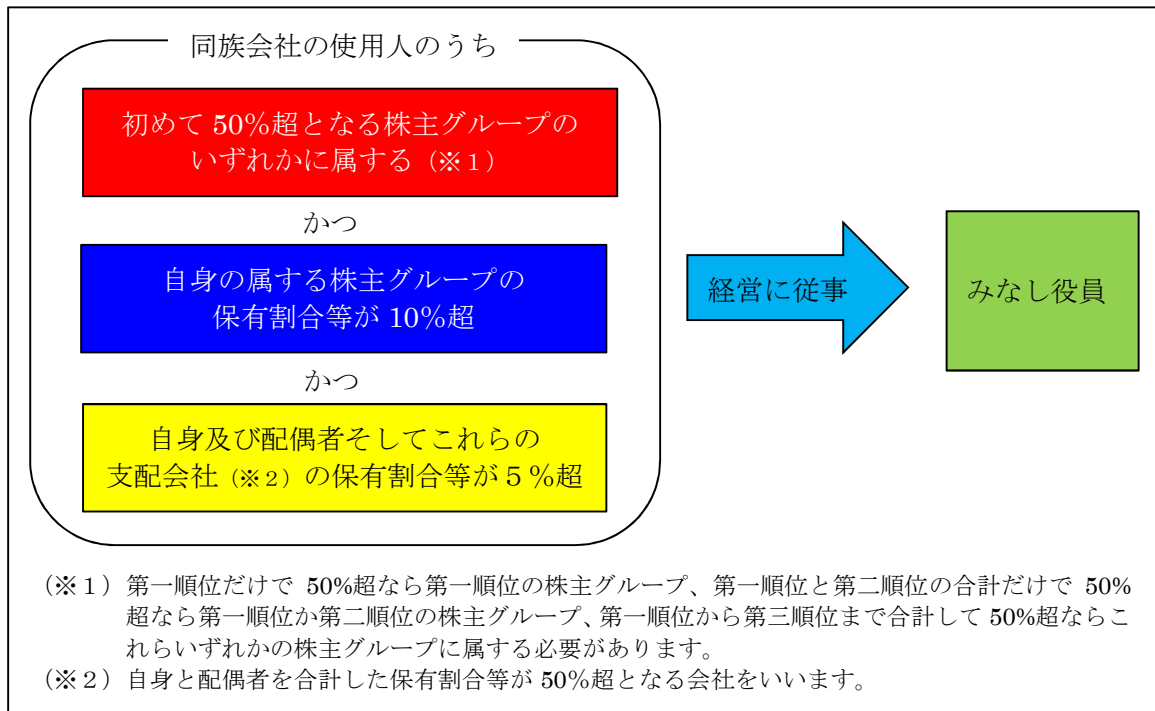 同族会社の使用人のうち
初めて 50%超となる株主グループの
いずれかに属する（※１）
かつ
自身の属する株主グループの
保有割合等が 10%超
かつ
自身及び配偶者そしてこれらの
支配会社（※２）の保有割合等が５%超
経営に従事
みなし役員
（※１）第一順位だけで 50%超なら第一順位の株主グループ、第一順位と第二順位の合計だけで 50%
超なら第一順位か第二順位の株主グループ、第一順位から第三順位まで合計して 50%超ならこ
れらいずれかの株主グループに属する必要があります。
（※２）自身と配偶者を合計した保有割合等が 50%超となる会社をいいます。